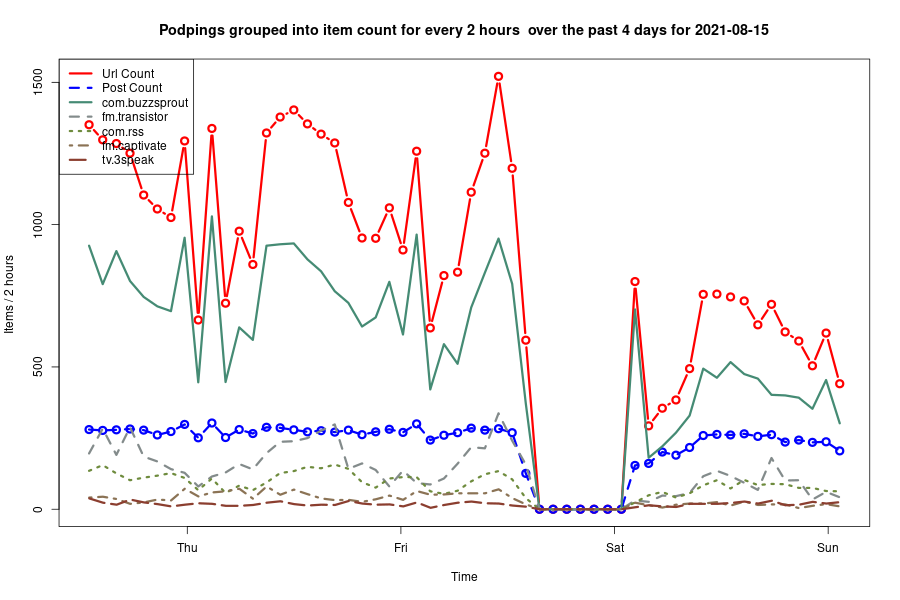 Podpings grouped into item count for every 2 hours  over the past 4 days for 2021-08-15
Url Count
Post Count
com.buzzsprout
fm.transistor
com.rss
fm.captivate
tv.3speak
1500
1000
500
0
Items / 2 hours
Thu
Fri
Sat
Sun
Time